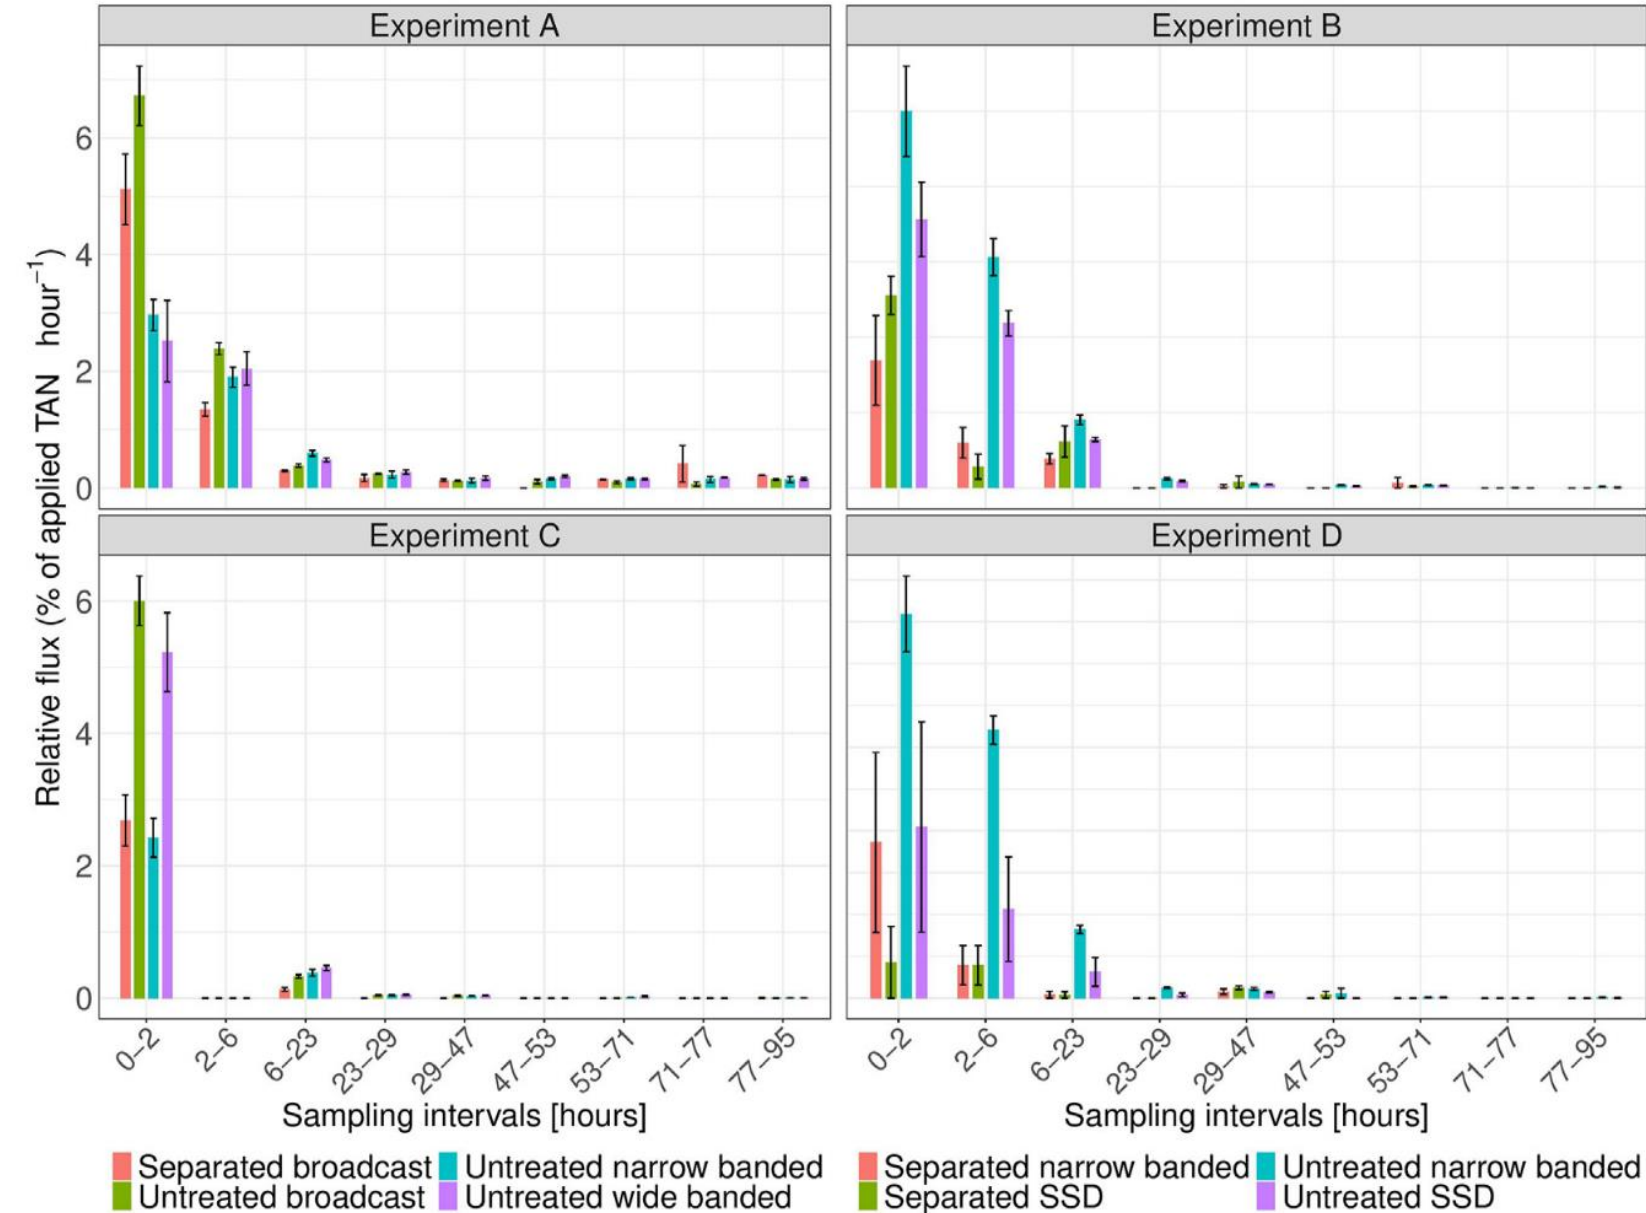 Experiment A
Experiment B
Relative flux (% of applied TAN hour⁻¹)
6
4
2
0
Experiment C
Experiment D
6
4
2
0
0–2
2–6
6–23
23–29
29–47
47–53
53–71
71–77
77–95
0–2
2–6
6–23
23–29
29–47
47–53
53–71
71–77
77–95
Sampling intervals [hours]
Sampling intervals [hours]
Separated broadcast
Untreated narrow banded
Untreated broadcast
Untreated wide banded
Separated narrow banded
Untreated narrow banded
Separated SSD
Untreated SSD